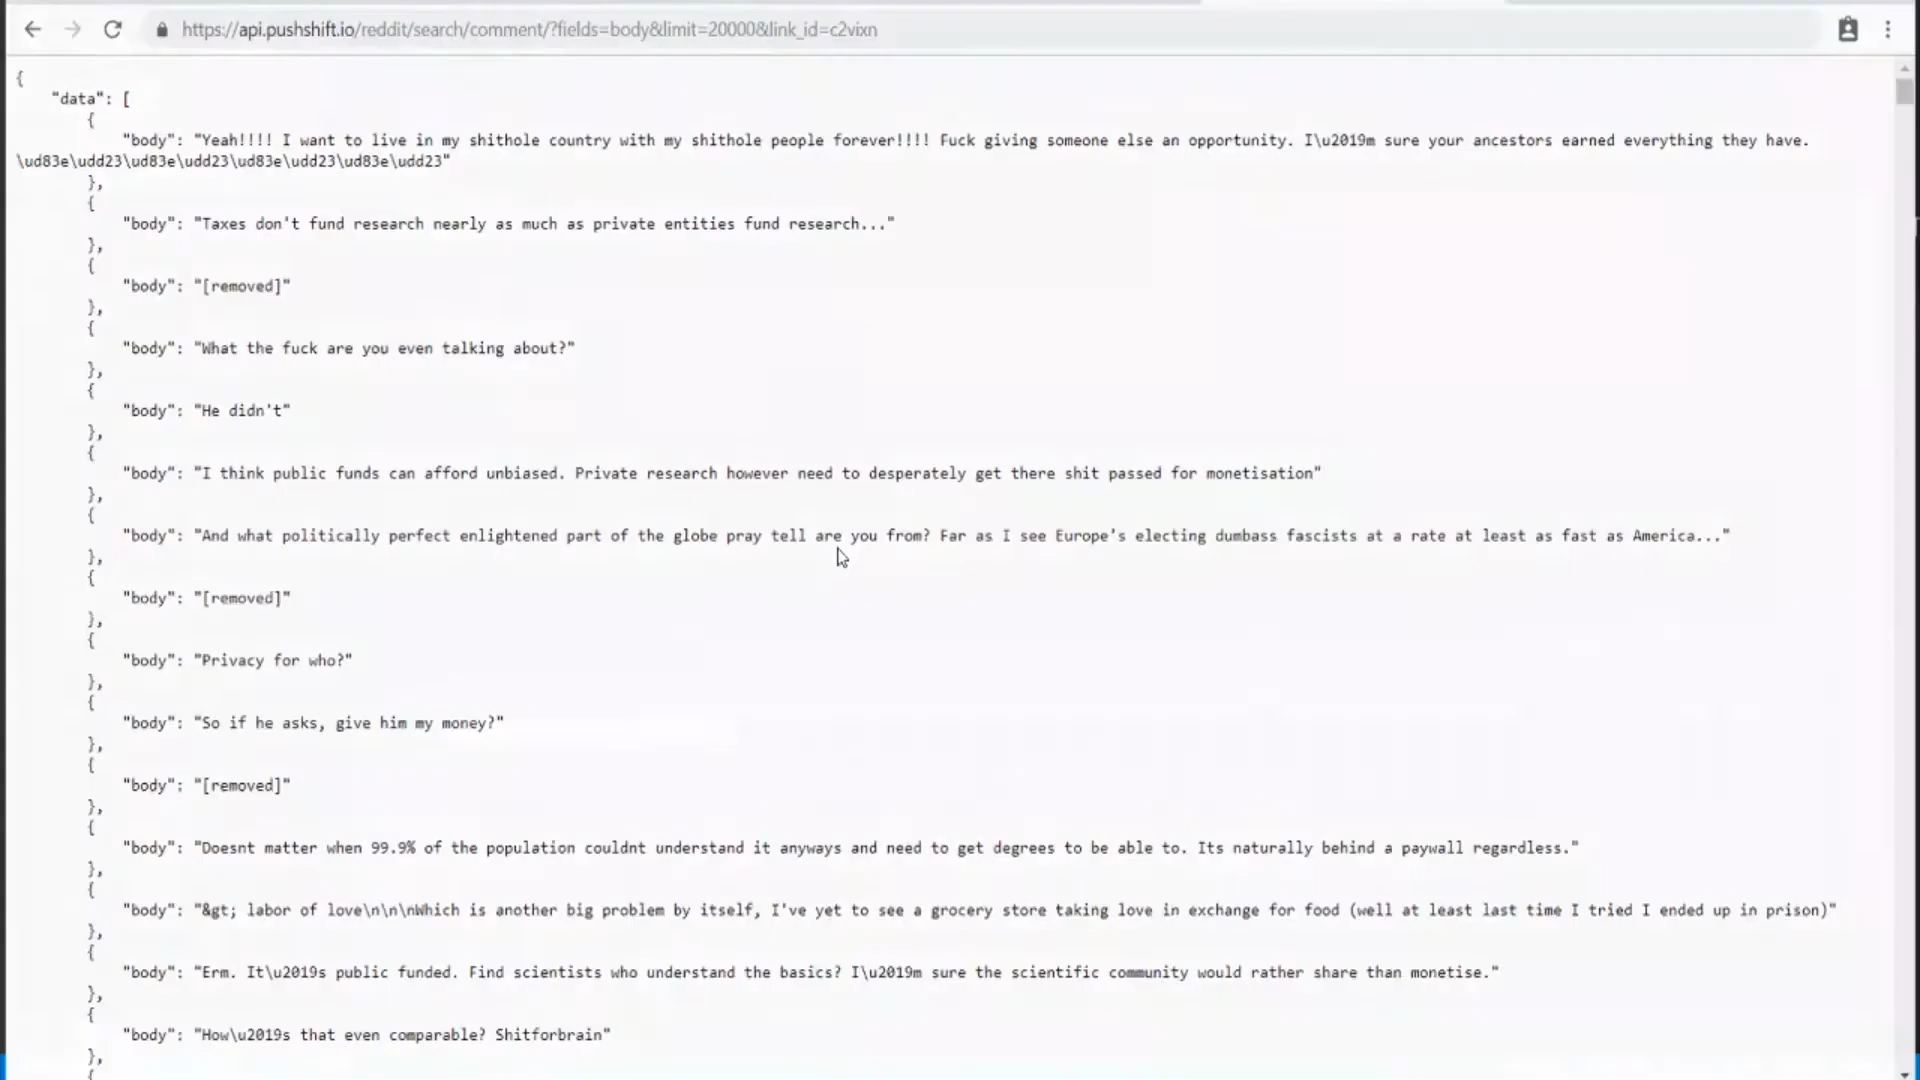 https://api.pushshift.io/reddit/search/comment/?fields=body&limit=20000&link_id=c2vixn
{
"data": [
{
"body": "Yeah!!!! I want to live in my shithole country with my shithole people forever!!!! Fuck giving someone else an opportunity. I\u2019m sure your ancestors earned everything they have.
\ud83e\udd23\ud83e\udd23\ud83e\udd23\ud83e\udd23"
},
{
"body": "Taxes don't fund research nearly as much as private entities fund research..."
},
{
"body": "[removed]"
},
{
"body": "What the fuck are you even talking about?"
},
{
"body": "He didn't"
},
{
"body": "I think public funds can afford unbiased. Private research however need to desperately get there shit passed for monetisation"
},
{
"body": "And what politically perfect enlightened part of the globe pray tell are you from? Far as I see Europe's electing dumbass fascists at a rate at least as fast as America..."
},
{
"body": "[removed]"
},
{
"body": "Privacy for who?"
},
{
"body": "So if he asks, give him my money?"
},
{
"body": "[removed]"
},
{
"body": "Doesnt matter when 99.9% of the population couldnt understand it anyways and need to get degrees to be able to. Its naturally behind a paywall regardless."
},
{
"body": "&gt; labor of love\n\n\nWhich is another big problem by itself, I've yet to see a grocery store taking love in exchange for food (well at least last time I tried I ended up in prison)"
},
{
"body": "Erm. It\u2019s public funded. Find scientists who understand the basics? I\u2019m sure the scientific community would rather share than monetise."
},
{
"body": "How\u2019s that even comparable? Shitforbrain"
},
{